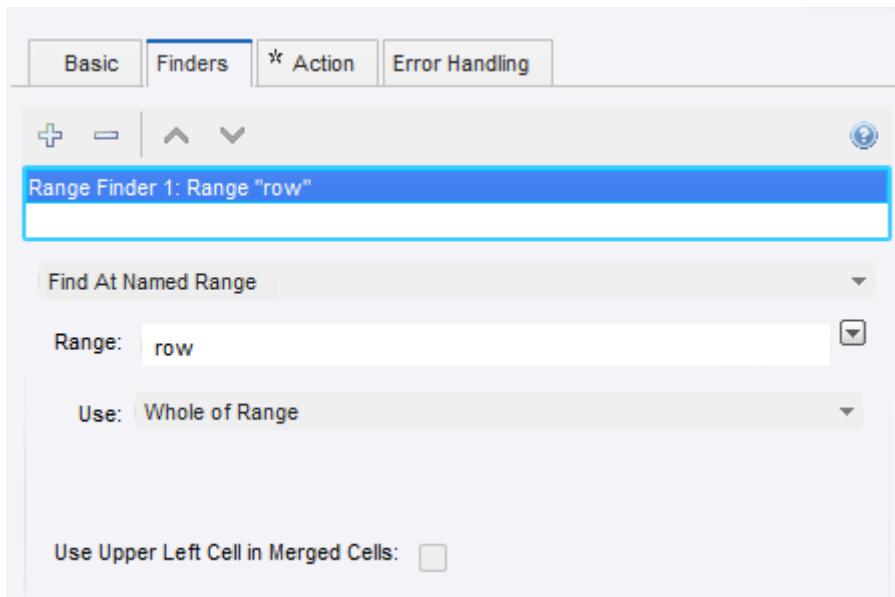 Basic Finders * Action Error Handling
Range Finder 1: Range "row"
Find At Named Range
Range: row
Use: Whole of Range
Use Upper Left Cell in Merged Cells: